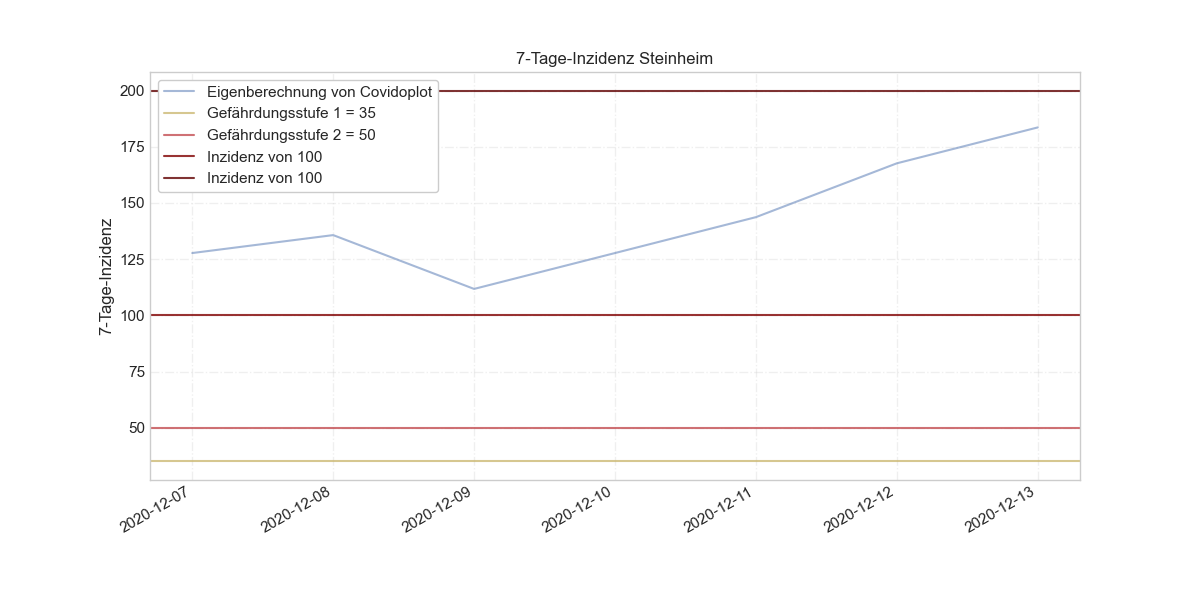 7-Tage-Inzidenz Steinheim
Eigenberechnung von Covidoplot
Gefährdungsstufe 1 = 35
Gefährdungsstufe 2 = 50
Inzidenz von 100
Inzidenz von 100
7-Tage-Inzidenz
200
175
150
125
100
75
50
2020-12-07
2020-12-08
2020-12-09
2020-12-10
2020-12-11
2020-12-12
2020-12-13